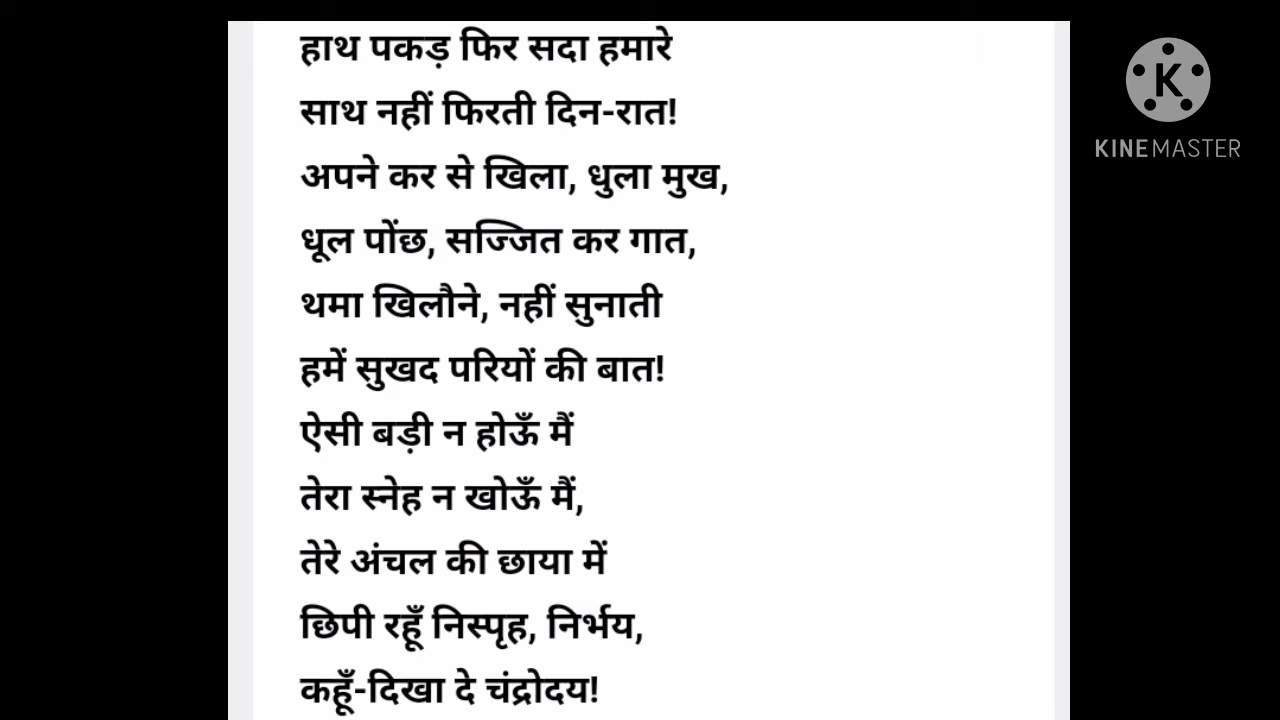 हाथ पकड़ फिर सदा हमारे
साथ नहीं फिरती दिन-रात!
अपने कर से खिला, धुला मुख,
धूल पोंछ, सज्जित कर गात,
थमा खिलौने, नहीं सुनाती
हमें सुखद परियों की बात!
ऐसी बड़ी न होऊँ मैं
तेरा स्नेह न खोऊँ मैं,
तेरे अंचल की छाया में
छिपी रहूँ निस्पृह, निर्भय,
कहूँ-दिखा दे चंद्रोदय!
K
KINEMASTER